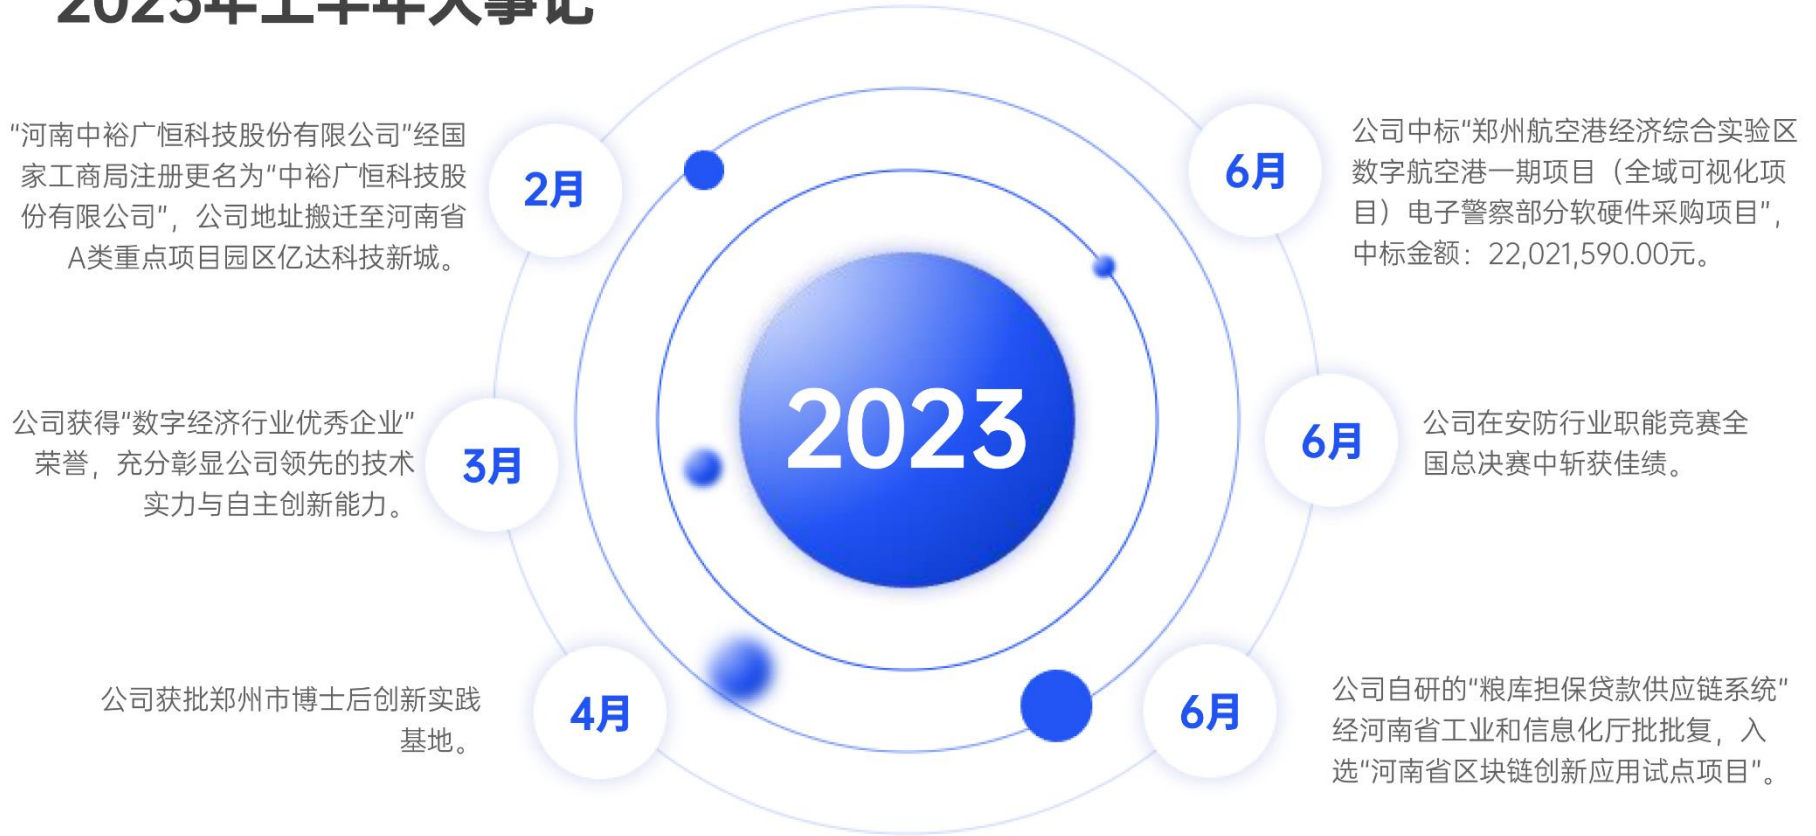 2023年上半年大事记
“河南中裕广恒科技股份有限公司”经国
家工商局注册更名为“中裕广恒科技股
份有限公司”，公司地址搬迁至河南省
A类重点项目园区亿达科技新城。
2月
公司获得“数字经济行业优秀企业”
荣誉，充分彰显公司领先的技术
实力与自主创新能力。
3月
公司获批郑州市博士后创新实践
基地。
4月
2023
6月
公司中标“郑州航空港经济综合实验区
数字航空港一期项目（全域可视化项
目）电子警察部分软硬件采购项目”，
中标金额：22,021,590.00元。
6月
公司在安防行业职能竞赛全
国总决赛中斩获佳绩。
6月
公司自研的“粮库担保贷款供应链系统”
经河南省工业和信息化厅批批复，入
选“河南省区块链创新应用试点项目”。